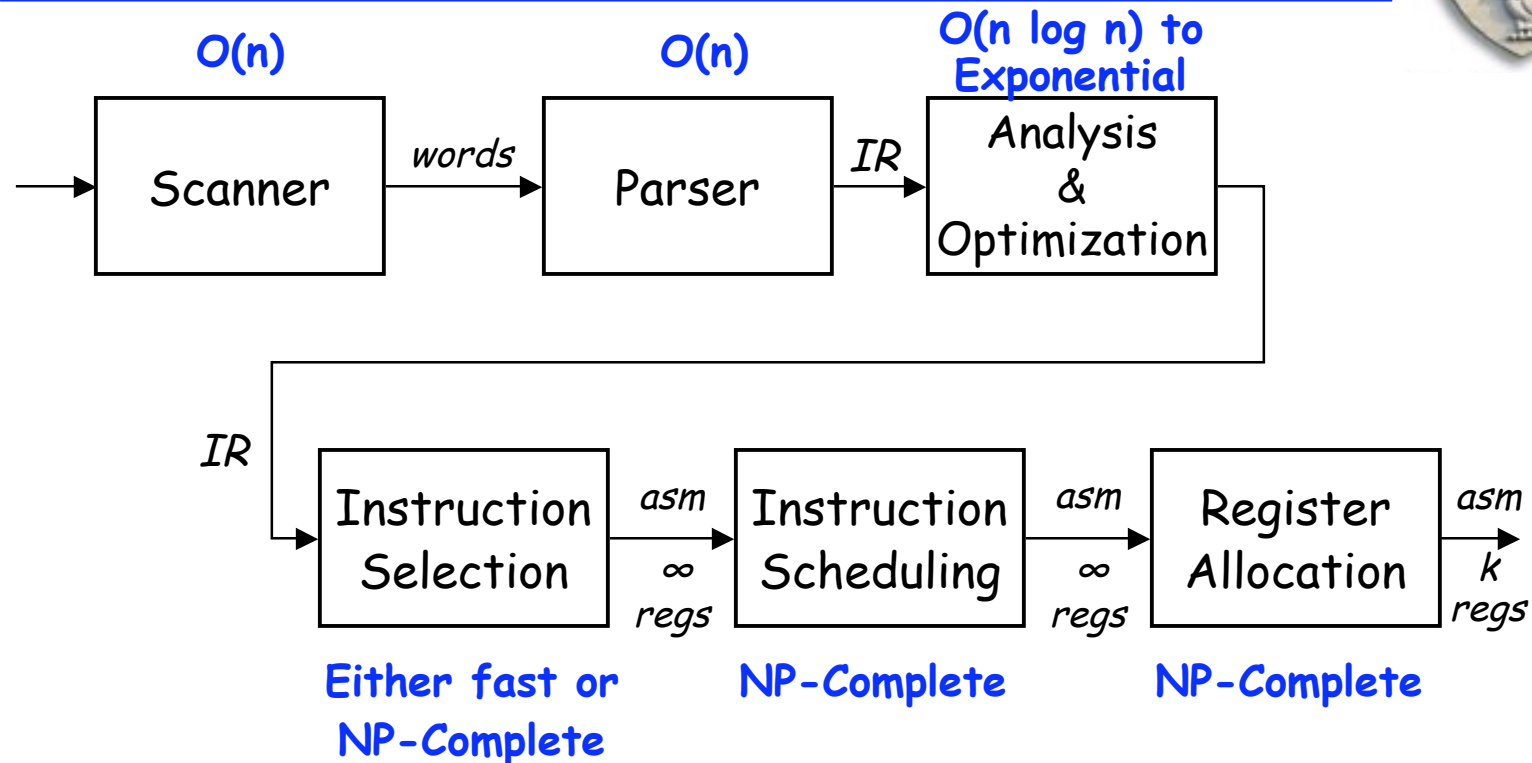 O(n)
O(n)
O(n log n) to
Exponential
Scanner
words
Parser
IR
Analysis
&
Optimization
IR
Instruction
Selection
asm
∞
regs
Instruction
Scheduling
asm
∞
regs
Register
Allocation
asm
k
regs
Either fast or
NP-Complete
NP-Complete
NP-Complete